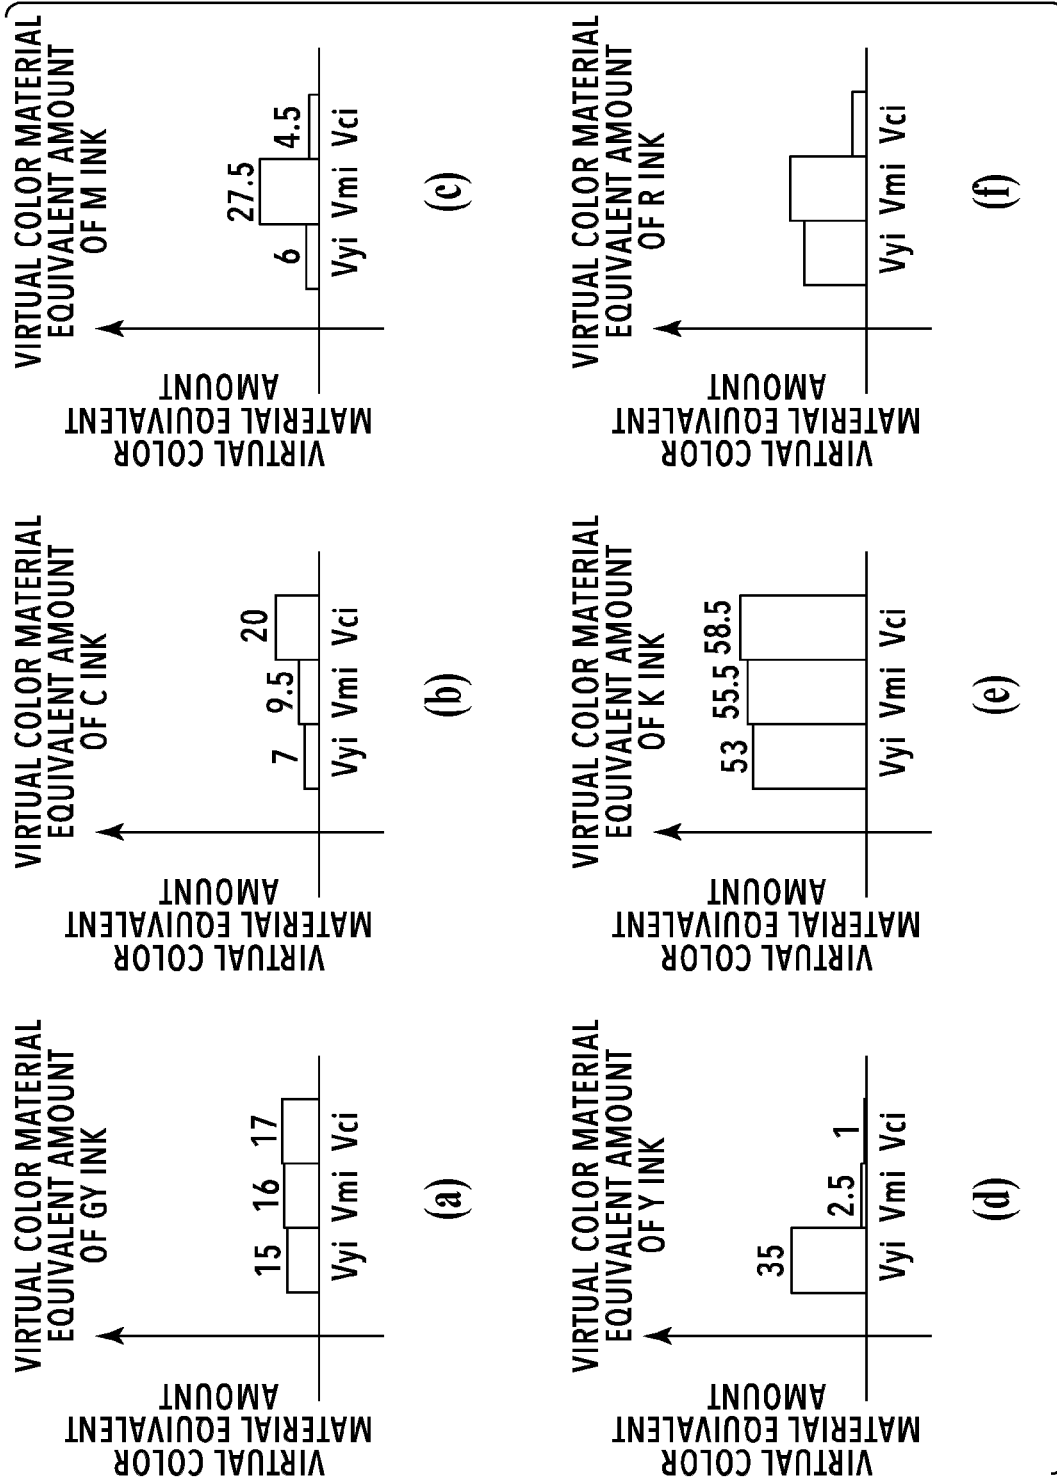 VIRTUAL COLOR MATERIAL
EQUIVALENT AMOUNT
OF GY INK
VIRTUAL COLOR
MATERIAL EQUIVALENT
AMOUNT
15
16
17
Vyi Vmi Vci
(a)
VIRTUAL COLOR MATERIAL
EQUIVALENT AMOUNT
OF C INK
VIRTUAL COLOR
MATERIAL EQUIVALENT
AMOUNT
7
9.5
20
Vyi Vmi Vci
(b)
VIRTUAL COLOR MATERIAL
EQUIVALENT AMOUNT
OF M INK
VIRTUAL COLOR
MATERIAL EQUIVALENT
AMOUNT
6
27.5
4.5
Vyi Vmi Vci
(c)
VIRTUAL COLOR MATERIAL
EQUIVALENT AMOUNT
OF Y INK
VIRTUAL COLOR
MATERIAL EQUIVALENT
AMOUNT
35
2.5
1
Vyi Vmi Vci
(d)
VIRTUAL COLOR MATERIAL
EQUIVALENT AMOUNT
OF K INK
VIRTUAL COLOR
MATERIAL EQUIVALENT
AMOUNT
53
55.5
58.5
Vyi Vmi Vci
(e)
VIRTUAL COLOR MATERIAL
EQUIVALENT AMOUNT
OF R INK
VIRTUAL COLOR
MATERIAL EQUIVALENT
AMOUNT
Vyi Vmi Vci
(f)